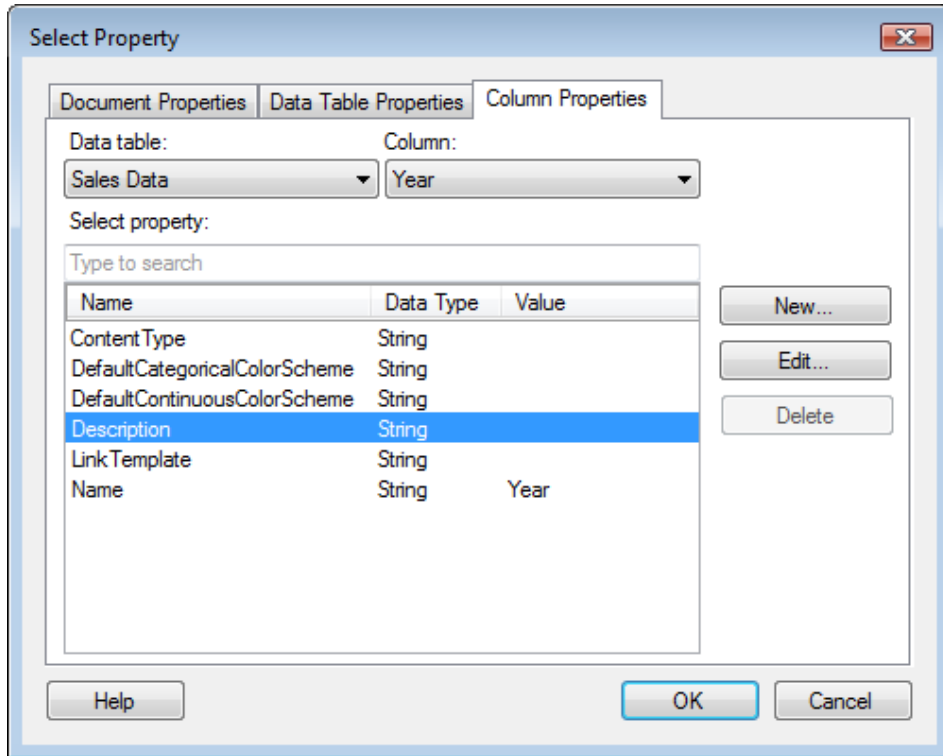 Select Property
Document Properties Data Table Properties Column Properties
Data table: Column:
Sales Data Year
Select property:
Type to search
Name Data Type Value
ContentType String
DefaultCategoricalColorScheme String
DefaultContinuousColorScheme String
Description String
LinkTemplate String
Name String Year
New...
Edit...
Delete
Help OK Cancel